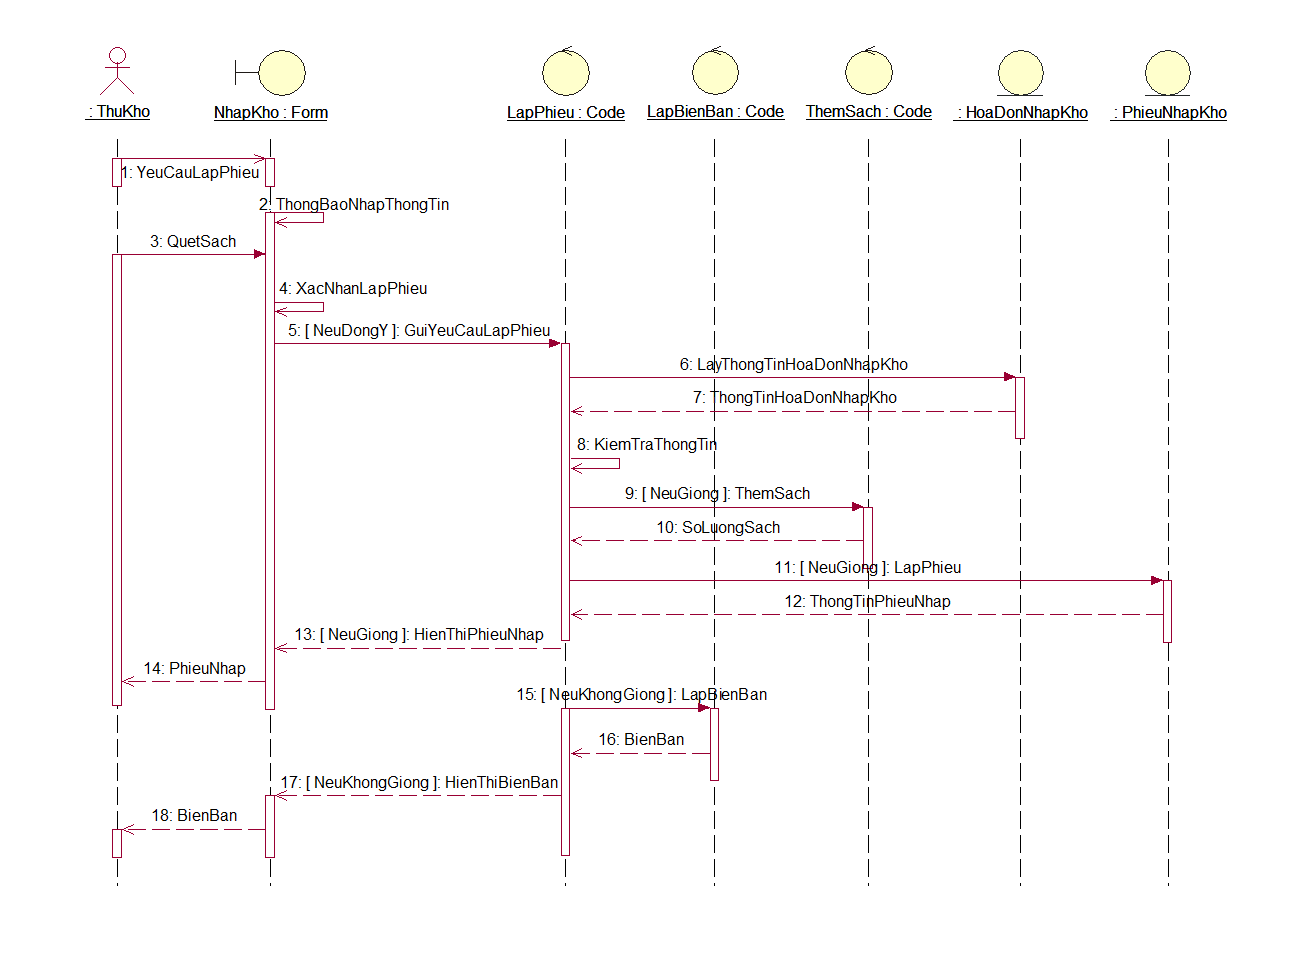 : ThuKho
NhapKho : Form
LapPhieu : Code
LapBienBan : Code
ThemSach : Code
: HoaDonNhapKho
: PhieuNhapKho
1: YeuCauLapPhieu
2: ThongBaoNhapThongTin
3: QuetSach
4: XacNhanLapPhieu
5: [ NeuDongY ]: GuiYeuCauLapPhieu
6: LayThongTinHoaDonNhapKho
7: ThongTinHoaDonNhapKho
8: KiemTraThongTin
9: [ NeuGiong ]: ThemSach
10: SoLuongSach
11: [ NeuGiong ]: LapPhieu
12: ThongTinPhieuNhap
13: [ NeuGiong ]: HienThiPhieuNhap
14: PhieuNhap
15: [ NeuKhongGiong ]: LapBienBan
16: BienBan
17: [ NeuKhongGiong ]: HienThiBienBan
18: BienBan